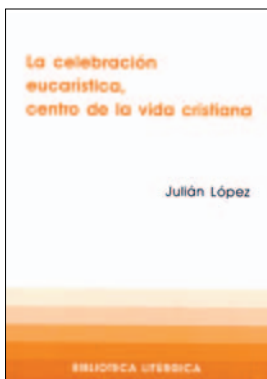 La celebración
eucarística,
centro de la vida cristiana
Julián López
BIBLIOTECA LITÚRGICA